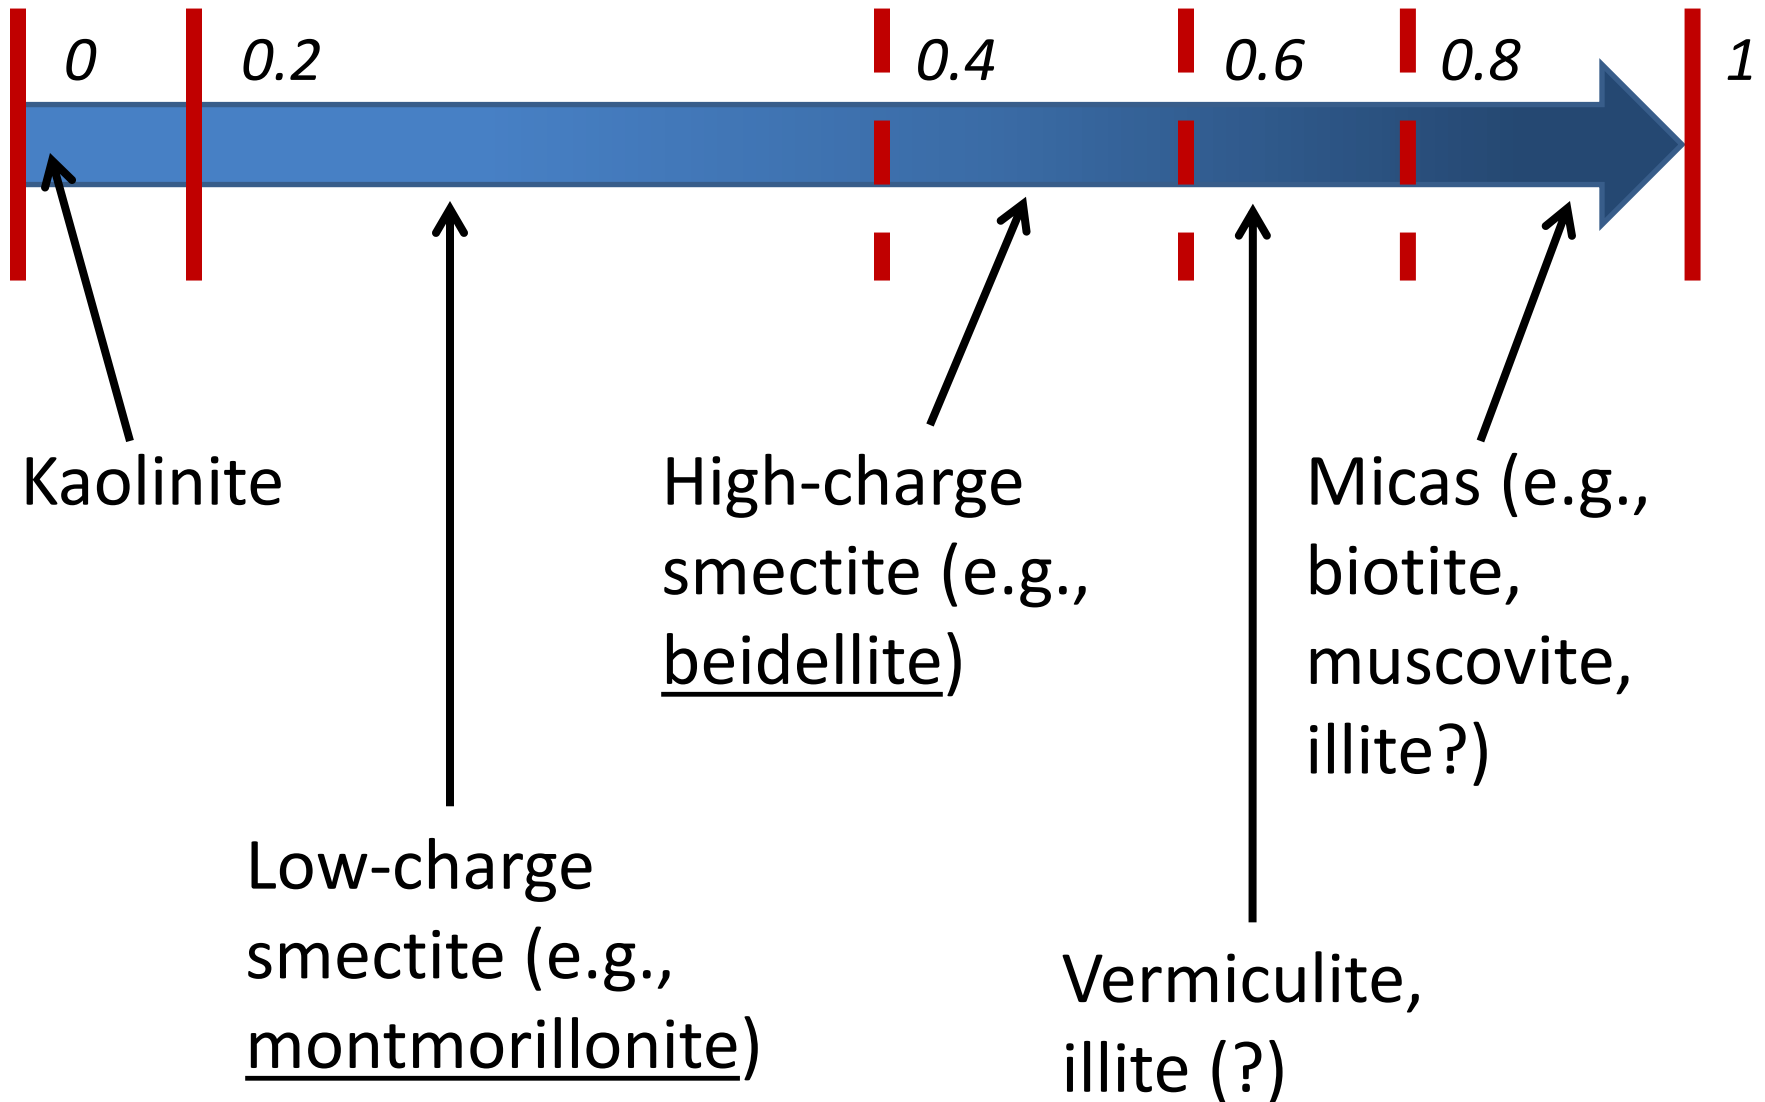 0 0.2 0.4 0.6 0.8 1
Kaolinite
Low-charge
smectite (e.g.,
montmorillonite)
High-charge
smectite (e.g.,
beidellite)
Vermiculite,
illite (?)
Micas (e.g.,
biotite,
muscovite,
illite?)